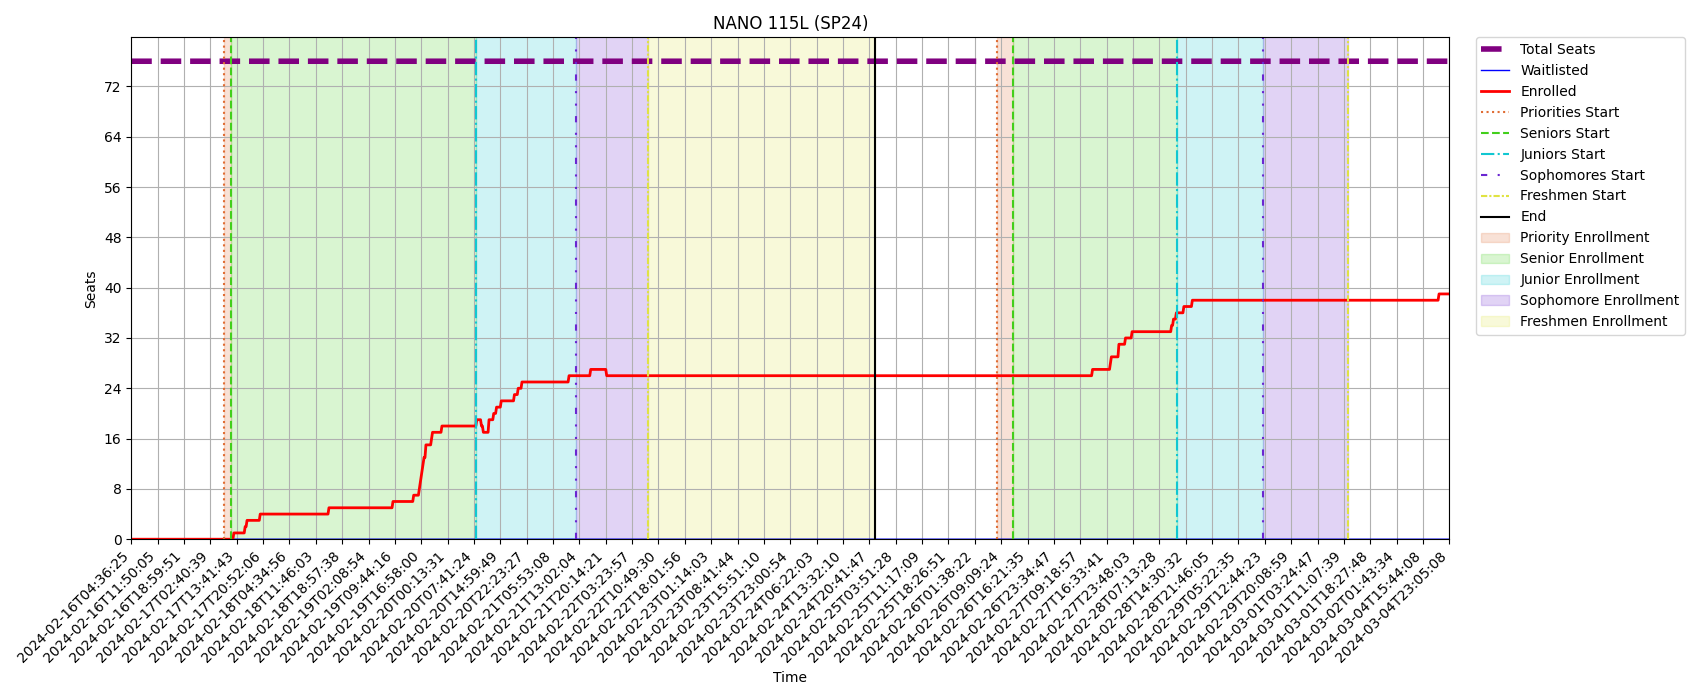 NANO 115L (SP24)
Seats
72
64
56
48
40
32
24
16
8
0
2024-02-16T04:36:25
2024-02-16T11:50:05
2024-02-16T18:59:51
2024-02-17T02:40:39
2024-02-17T13:41:43
2024-02-17T20:52:06
2024-02-18T04:34:56
2024-02-18T11:46:03
2024-02-18T18:57:38
2024-02-19T02:08:54
2024-02-19T09:44:16
2024-02-19T16:58:00
2024-02-20T00:13:31
2024-02-20T07:41:24
2024-02-20T14:59:49
2024-02-20T22:23:27
2024-02-21T05:53:08
2024-02-21T13:02:04
2024-02-21T20:14:21
2024-02-22T03:23:57
2024-02-22T10:49:30
2024-02-22T18:01:56
2024-02-23T01:14:03
2024-02-23T08:41:44
2024-02-23T15:51:10
2024-02-23T23:00:54
2024-02-24T06:22:03
2024-02-24T13:32:10
2024-02-24T20:41:47
2024-02-25T03:51:28
2024-02-25T11:17:09
2024-02-25T18:26:51
2024-02-26T01:38:22
2024-02-26T09:09:24
2024-02-26T16:21:35
2024-02-26T23:34:47
2024-02-27T09:18:57
2024-02-27T16:33:41
2024-02-27T23:48:03
2024-02-28T07:13:28
2024-02-28T14:30:32
2024-02-28T21:46:05
2024-02-29T05:22:35
2024-02-29T12:44:23
2024-02-29T20:08:59
2024-03-01T03:24:47
2024-03-01T11:07:39
2024-03-01T18:27:48
2024-03-02T01:43:34
2024-03-04T15:44:08
2024-03-04T23:05:08
Time
Total Seats
Waitlisted
Enrolled
Priorities Start
Seniors Start
Juniors Start
Sophomores Start
Freshmen Start
End
Priority Enrollment
Senior Enrollment
Junior Enrollment
Sophomore Enrollment
Freshmen Enrollment